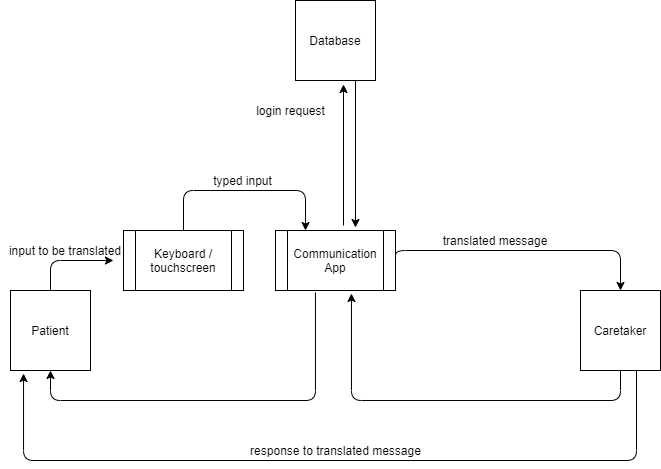 Database
login request
typed input
input to be translated
Keyboard /
touchscreen
Communication
App
translated message
Patient
Caretaker
response to translated message